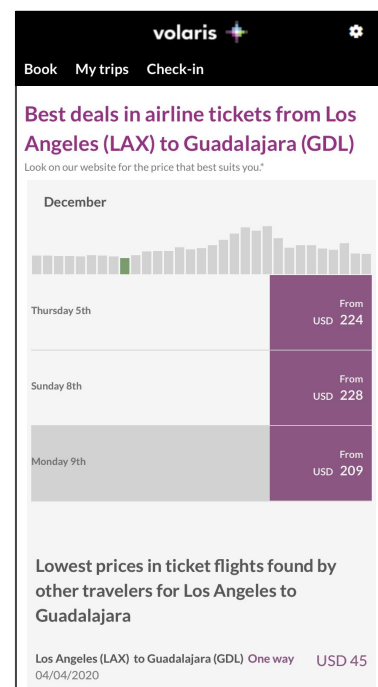 volaris
Book My trips Check-in
Best deals in airline tickets from Los
Angeles (LAX) to Guadalajara (GDL)
Look on our website for the price that best suits you.*
December
From
Thursday 5th
USD 224
From
Sunday 8th
USD 228
From
Monday 9th
USD 209
Lowest prices in ticket flights found by
other travelers for Los Angeles to
Guadalajara
Los Angeles (LAX) to Guadalajara (GDL) One way USD 45
04/04/2020